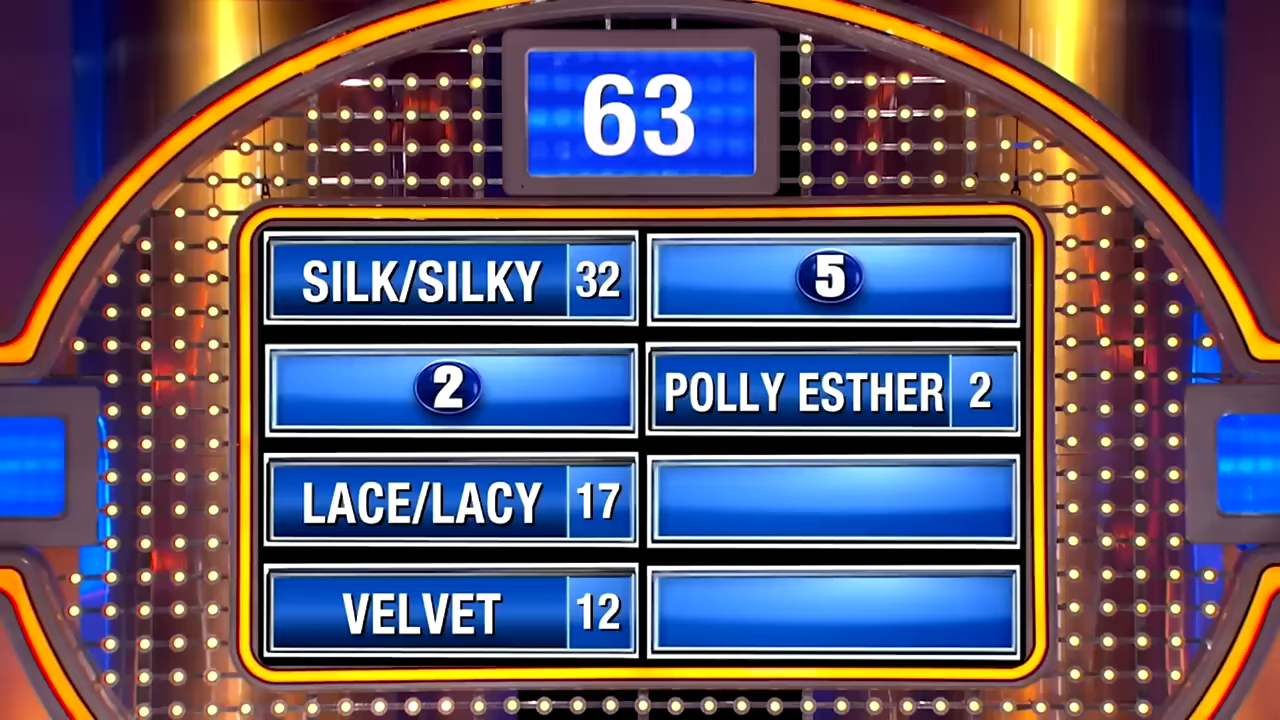 63
SILK/SILKY 32
2
LACE/LACY 17
VELVET 12
5
POLLY ESTHER 2